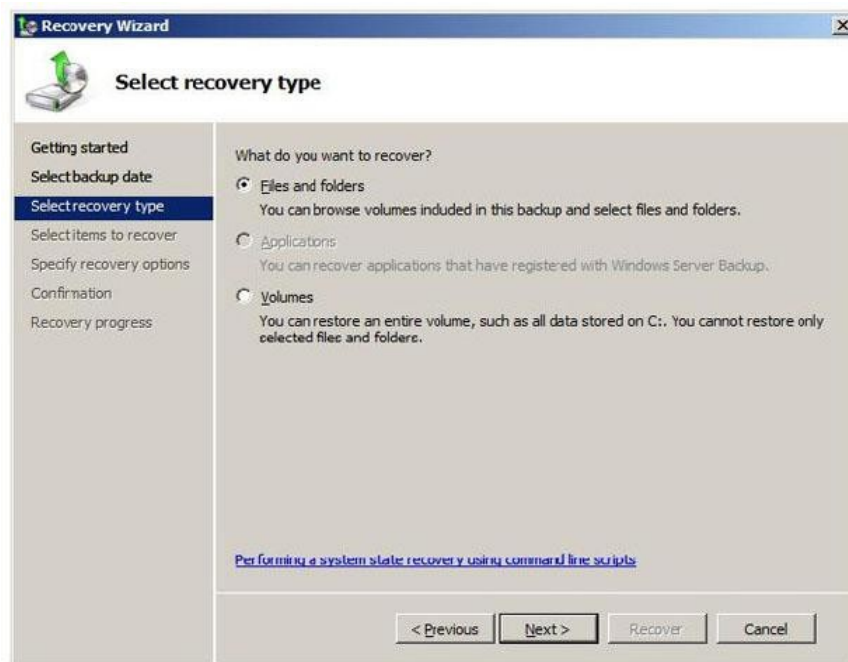 Recovery Wizard
Select recovery type
Getting started
Select backup date
Select recovery type
Select items to recover
Specify recovery options
Confirmation
Recovery progress
What do you want to recover?
Files and folders
You can browse volumes included in this backup and select files and folders.
Applications
You can recover applications that have registered with Windows Server Backup.
Volumes
You can restore an entire volume, such as all data stored on C:. You cannot restore only
selected files and folders.
Performing a system state recovery using command line scripts
< Previous
Next >
Recover
Cancel